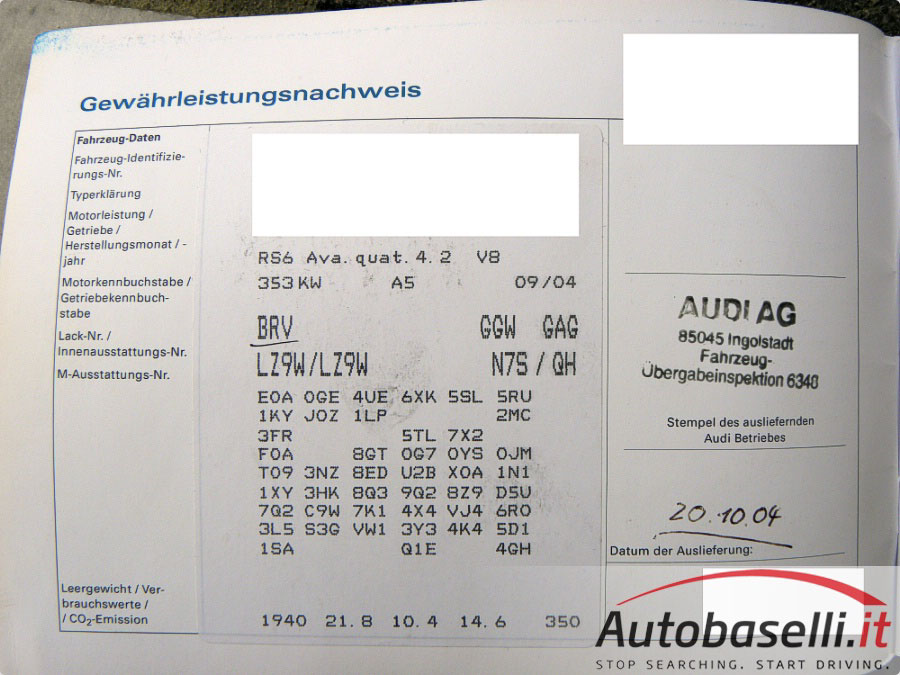 Gewährleistungsnachweis
Fahrzeug-Daten
Fahrzeug-Identifizie-
rungs-Nr.
Typerklärung
Motorleistung /
Getriebe /
Herstellungsmonat / -
jahr
Motorkennbuchstabe /
Getriebekennbuch-
stabe
Lack-Nr. /
Innenausstattungs-Nr.
M-Ausstattungs-Nr.
Leergewicht / Ver-
brauchswerte /
/ CO₂-Emission
RS6 Ava. quat. 4.2 V8
353KW A5 09/04
BRV GGW GAG
LZ9W/LZ9W N7S / QH
E0A 0GE 4UE 6XK 5SL 5RU
1KY J0Z 1LP 2MC
3FR 5TL 7X2
F0A 8GT 0G7 0YS 0JM
T09 3NZ 8ED U2B X0A 1N1
1XY 3HK 8Q3 9Q2 8Z9 D5U
7Q2 C9W 7K1 4X4 VJ4 6R0
3L5 S3G VW1 3Y3 4K4 5D1
1SA Q1E 4GH
1940 21.8 10.4 14.6 350
AUDI AG
85045 Ingolstadt
Fahrzeug-
Übergabeinspektion 6348
Stempel des ausliefernden
Audi Betriebes
20.10.04
Datum der Auslieferung:
Autobaselli.it
STOP SEARCHING. START DRIVING.